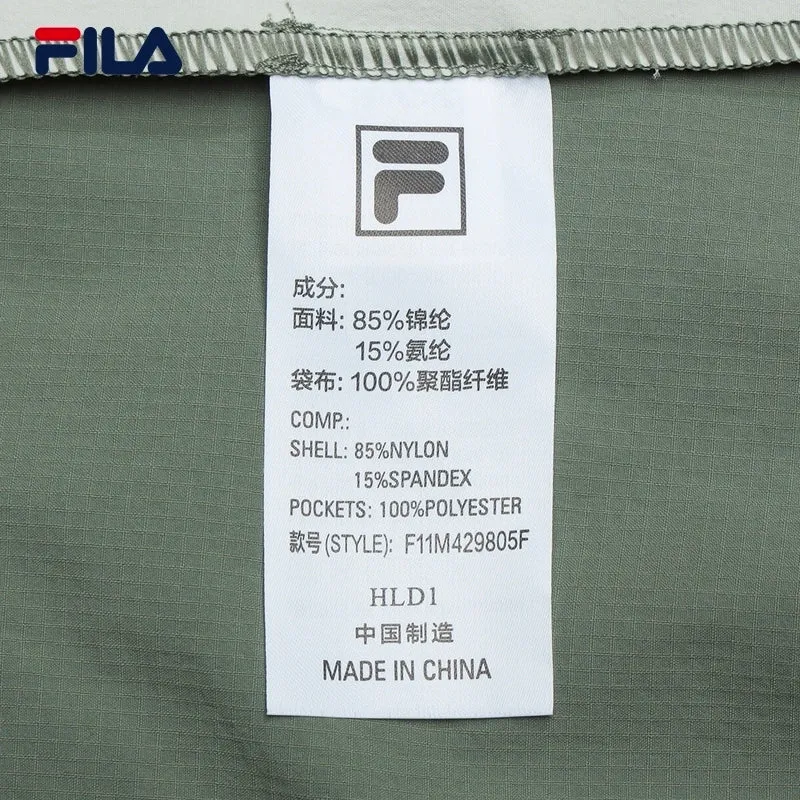 FILA
F
成分:
面料: 85%锦纶
15%氨纶
袋布: 100%聚酯纤维
COMP.:
SHELL: 85%NYLON
15%SPANDEX
POCKETS: 100%POLYESTER
款号(STYLE): F11M429805F
HLD1
中国制造
MADE IN CHINA